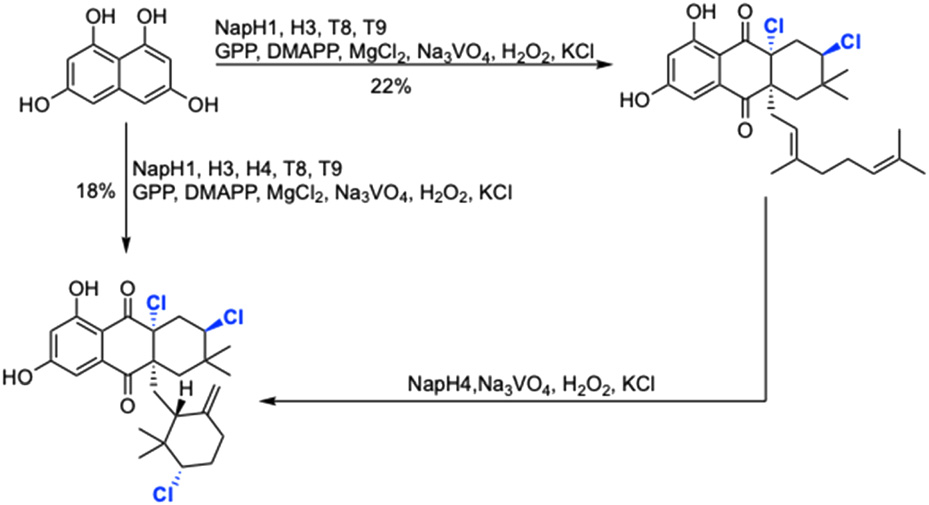 OH OH
HO OH
NapH1, H3, T8, T9
GPP, DMAPP, MgCl2, Na3VO4, H2O2, KCl
22%
OH O Cl
Cl
HO
O
18%
NapH1, H3, H4, T8, T9
GPP, DMAPP, MgCl2, Na3VO4, H2O2, KCl
OH O Cl
Cl
HO
O
H
Cl
NapH4,Na3VO4, H2O2, KCl